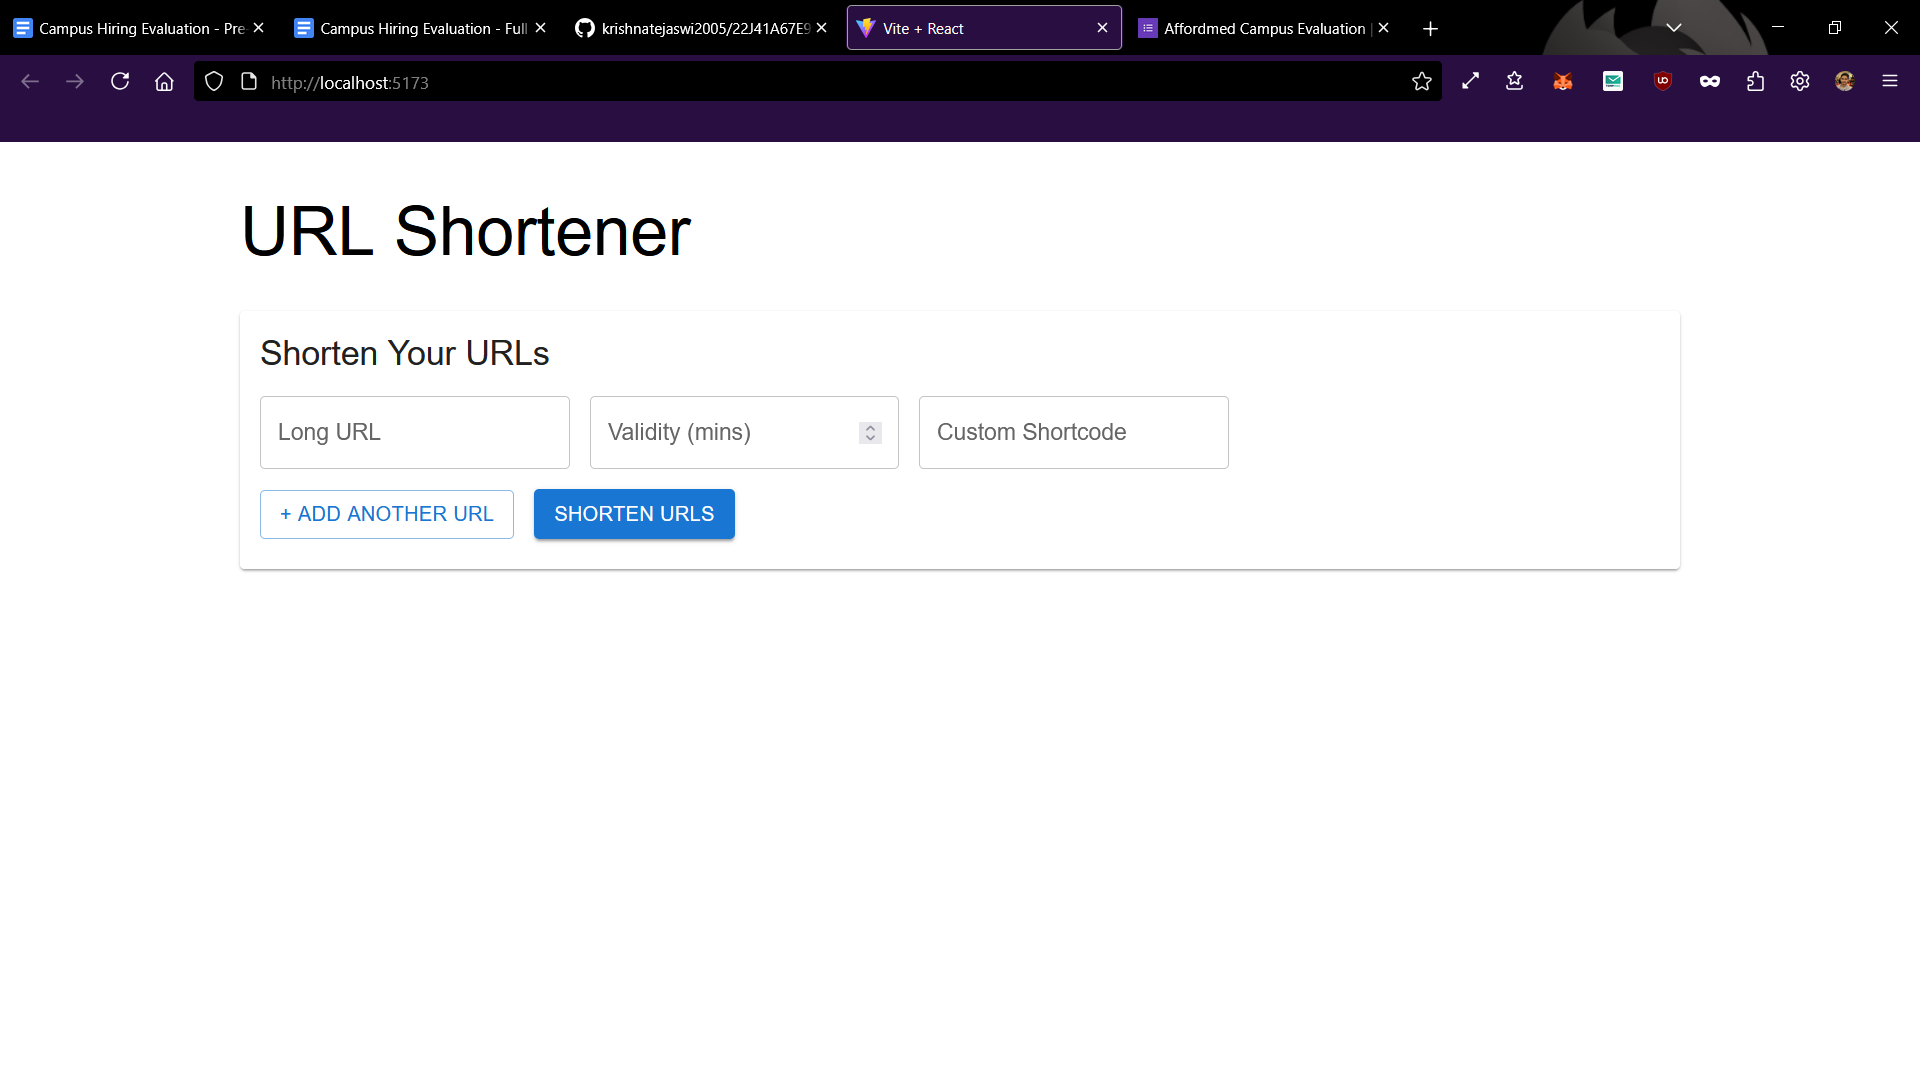 Campus Hiring Evaluation - Pre-
Campus Hiring Evaluation - Full
krishnatejaswi2005/22J41A67E9
Vite + React
Affordmed Campus Evaluation |
http://localhost:5173
URL Shortener
Shorten Your URLs
Long URL
Validity (mins)
Custom Shortcode
+ ADD ANOTHER URL
SHORTEN URLS